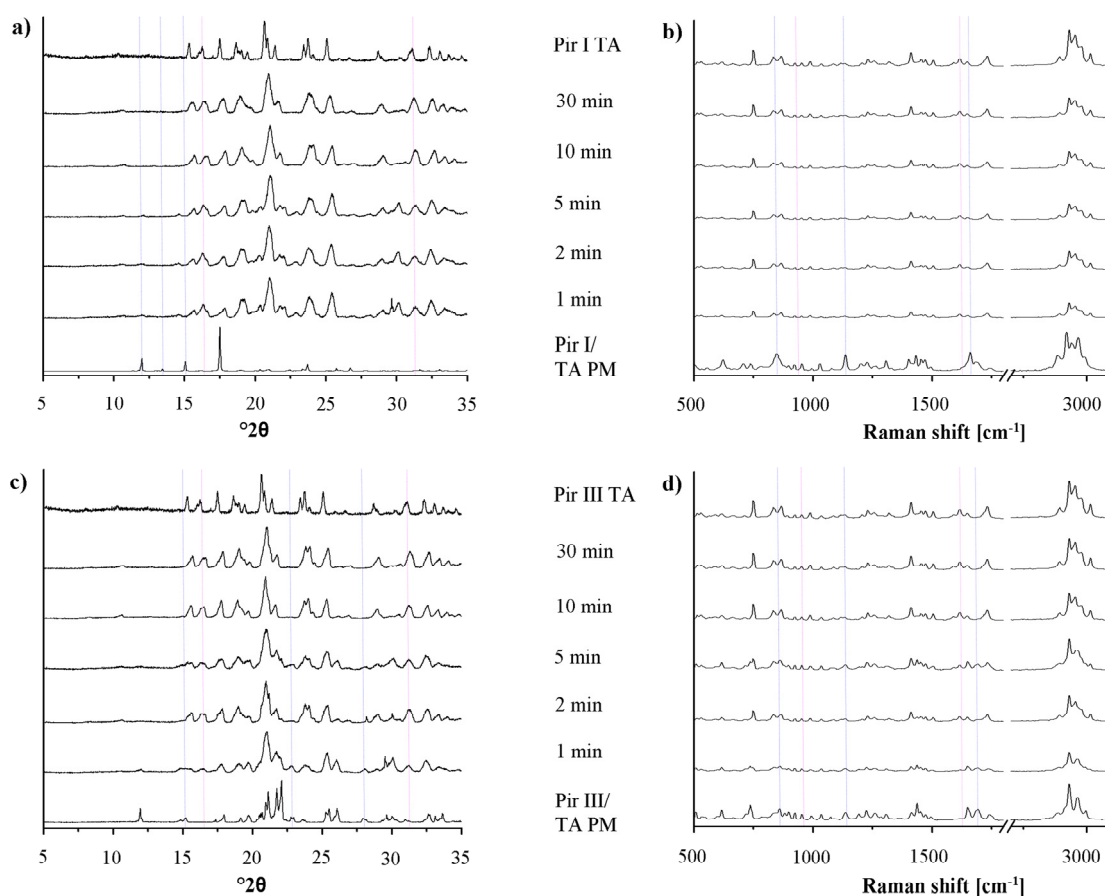 a)
b)
Pir I TA
30 min
10 min
5 min
2 min
1 min
Pir I/
TA PM
5 10 15 20 25 30 35
°2θ
500 1000 1500 3000
Raman shift [cm⁻¹]
c)
d)
Pir III TA
30 min
10 min
5 min
2 min
1 min
Pir III/
TA PM
5 10 15 20 25 30 35
°2θ
500 1000 1500 3000
Raman shift [cm⁻¹]